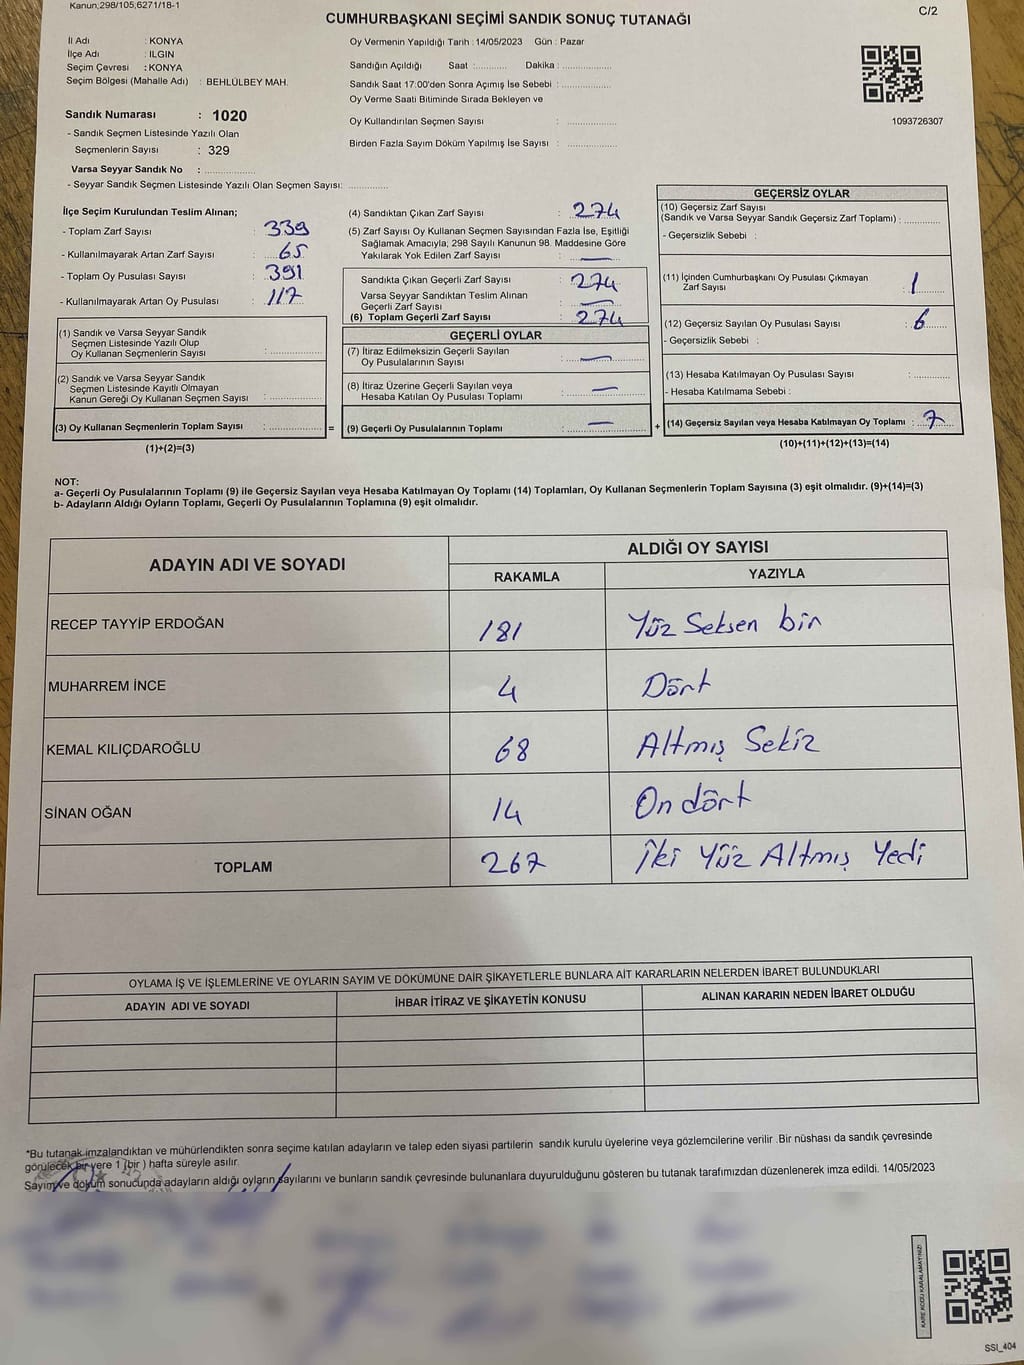 Kanun;298/105;6271/18-1
C/2
CUMHURBAŞKANI SEÇİMİ SANDIK SONUÇ TUTANAĞI
İl Adı : KONYA
İlçe Adı : ILGIN
Seçim Çevresi : KONYA
Seçim Bölgesi (Mahalle Adı) : BEHLÜLBEY MAH.
Oy Vermenin Yapıldığı Tarih : 14/05/2023 Gün : Pazar
Sandığın Açıldığı Saat :........... Dakika : .................
Sandık Saat 17:00'den Sonra Açımış İse Sebebi : .................
Oy Verme Saati Bitiminde Sırada Bekleyen ve
Oy Kullandırılan Seçmen Sayısı : .................
Birden Fazla Sayım Döküm Yapılmış İse Sayısı : .................
1093726307
Sandık Numarası : 1020
- Sandık Seçmen Listesinde Yazılı Olan
Seçmenlerin Sayısı : 329
Varsa Seyyar Sandık No : .................
- Seyyar Sandık Seçmen Listesinde Yazılı Olan Seçmen Sayısı: .............
İlçe Seçim Kurulundan Teslim Alınan;
- Toplam Zarf Sayısı : 339
- Kullanılmayarak Artan Zarf Sayısı : 65
- Toplam Oy Pusulası Sayısı : 391
- Kullanılmayarak Artan Oy Pusulası : 117
(1) Sandık ve Varsa Seyyar Sandık
Seçmen Listesinde Yazılı Olup
Oy Kullanan Seçmenlerin Sayısı : .................
(2) Sandık ve Varsa Seyyar Sandık
Seçmen Listesinde Kayıtlı Olmayan
Kanun Gereği Oy Kullanan Seçmen Sayısı : .................
(3) Oy Kullanan Seçmenlerin Toplam Sayısı : ................. =
(1)+(2)=(3)
(4) Sandıktan Çıkan Zarf Sayısı : 274
(5) Zarf Sayısı Oy Kullanan Seçmen Sayısından Fazla İse, Eşitliği
Sağlamak Amacıyla, 298 Sayılı Kanunun 98. Maddesine Göre
Yakılarak Yok Edilen Zarf Sayısı : —
Sandıkta Çıkan Geçerli Zarf Sayısı : 274
Varsa Seyyar Sandıktan Teslim Alınan
Geçerli Zarf Sayısı : —
(6) Toplam Geçerli Zarf Sayısı : 274
GEÇERLİ OYLAR
(7) İtiraz Edilmeksizin Geçerli Sayılan
Oy Pusulalarının Sayısı : —
(8) İtiraz Üzerine Geçerli Sayılan veya
Hesaba Katılan Oy Pusulası Toplamı : —
(9) Geçerli Oy Pusulalarının Toplamı : — +
GEÇERSİZ OYLAR
(10) Geçersiz Zarf Sayısı
(Sandık ve Varsa Seyyar Sandık Geçersiz Zarf Toplamı) : .............
- Geçersizlik Sebebi :
(11) İçinden Cumhurbaşkanı Oy Pusulası Çıkmayan
Zarf Sayısı : 1
(12) Geçersiz Sayılan Oy Pusulası Sayısı : 6
- Geçersizlik Sebebi :
(13) Hesaba Katılmayan Oy Pusulası Sayısı : .............
- Hesaba Katılmama Sebebi :
(14) Geçersiz Sayılan veya Hesaba Katılmayan Oy Toplamı : 7
(10)+(11)+(12)+(13)=(14)
NOT:
a- Geçerli Oy Pusulalarının Toplamı (9) ile Geçersiz Sayılan veya Hesaba Katılmayan Oy Toplamı (14) Toplamları, Oy Kullanan Seçmenlerin Toplam Sayısına (3) eşit olmalıdır. (9)+(14)=(3)
b- Adayların Aldığı Oyların Toplamı, Geçerli Oy Pusulalarının Toplamına (9) eşit olmalıdır.
ADAYIN ADI VE SOYADI ALDIĞI OY SAYISI
RAKAMLA YAZIYLA
RECEP TAYYİP ERDOĞAN 181 Yüz Seksen bir
MUHARREM İNCE 4 Dört
KEMAL KILIÇDAROĞLU 68 Altmış Sekiz
SİNAN OĞAN 14 On dört
TOPLAM 267 İki Yüz Altmış Yedi
OYLAMA İŞ VE İŞLEMLERİNE VE OYLARIN SAYIM VE DÖKÜMÜNE DAİR ŞİKAYETLERLE BUNLARA AİT KARARLARIN NELERDEN İBARET BULUNDUKLARI
ADAYIN ADI VE SOYADI İHBAR İTİRAZ VE ŞİKAYETİN KONUSU ALINAN KARARIN NEDEN İBARET OLDUĞU
*Bu tutanak imzalandıktan ve mühürlendikten sonra seçime katılan adayların ve talep eden siyasi partilerin sandık kurulu üyelerine veya gözlemcilerine verilir .Bir nüshası da sandık çevresinde
görülecek bir yere 1 (bir ) hafta süreyle asılır.
Sayım ve döküm sonucunda adayların aldığı oyların sayılarını ve bunların sandık çevresinde bulunanlara duyurulduğunu gösteren bu tutanak tarafımızdan düzenlenerek imza edildi. 14/05/2023
KARE KODU KARALAMAYINIZ!
SSI_404